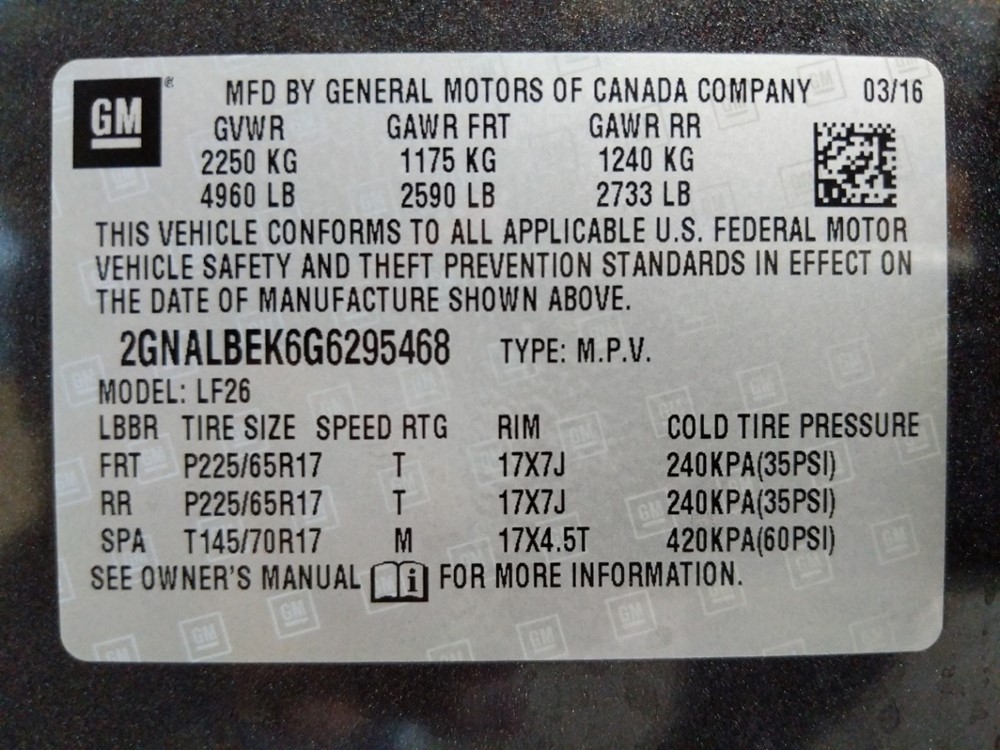 GM ® MFD BY GENERAL MOTORS OF CANADA COMPANY 03/16
GVWR GAWR FRT GAWR RR
2250 KG 1175 KG 1240 KG
4960 LB 2590 LB 2733 LB
THIS VEHICLE CONFORMS TO ALL APPLICABLE U.S. FEDERAL MOTOR
VEHICLE SAFETY AND THEFT PREVENTION STANDARDS IN EFFECT ON
THE DATE OF MANUFACTURE SHOWN ABOVE.
2GNALBEK6G6295468 TYPE: M.P.V.
MODEL: LF26
LBBR TIRE SIZE SPEED RTG RIM COLD TIRE PRESSURE
FRT P225/65R17 T 17X7J 240KPA(35PSI)
RR P225/65R17 T 17X7J 240KPA(35PSI)
SPA T145/70R17 M 17X4.5T 420KPA(60PSI)
SEE OWNER'S MANUAL i FOR MORE INFORMATION.